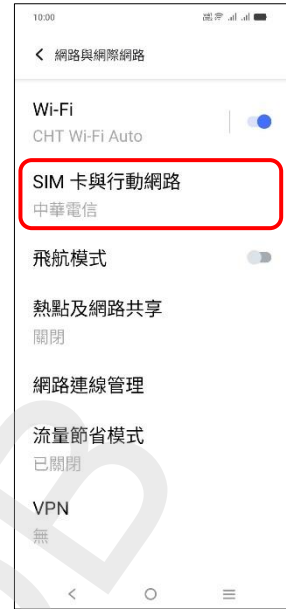 10:00
網路與網際網路
Wi-Fi
CHT Wi-Fi Auto
SIM 卡與行動網路
中華電信
飛航模式
熱點及網路共享
關閉
網路連線管理
流量節省模式
已關閉
VPN
無